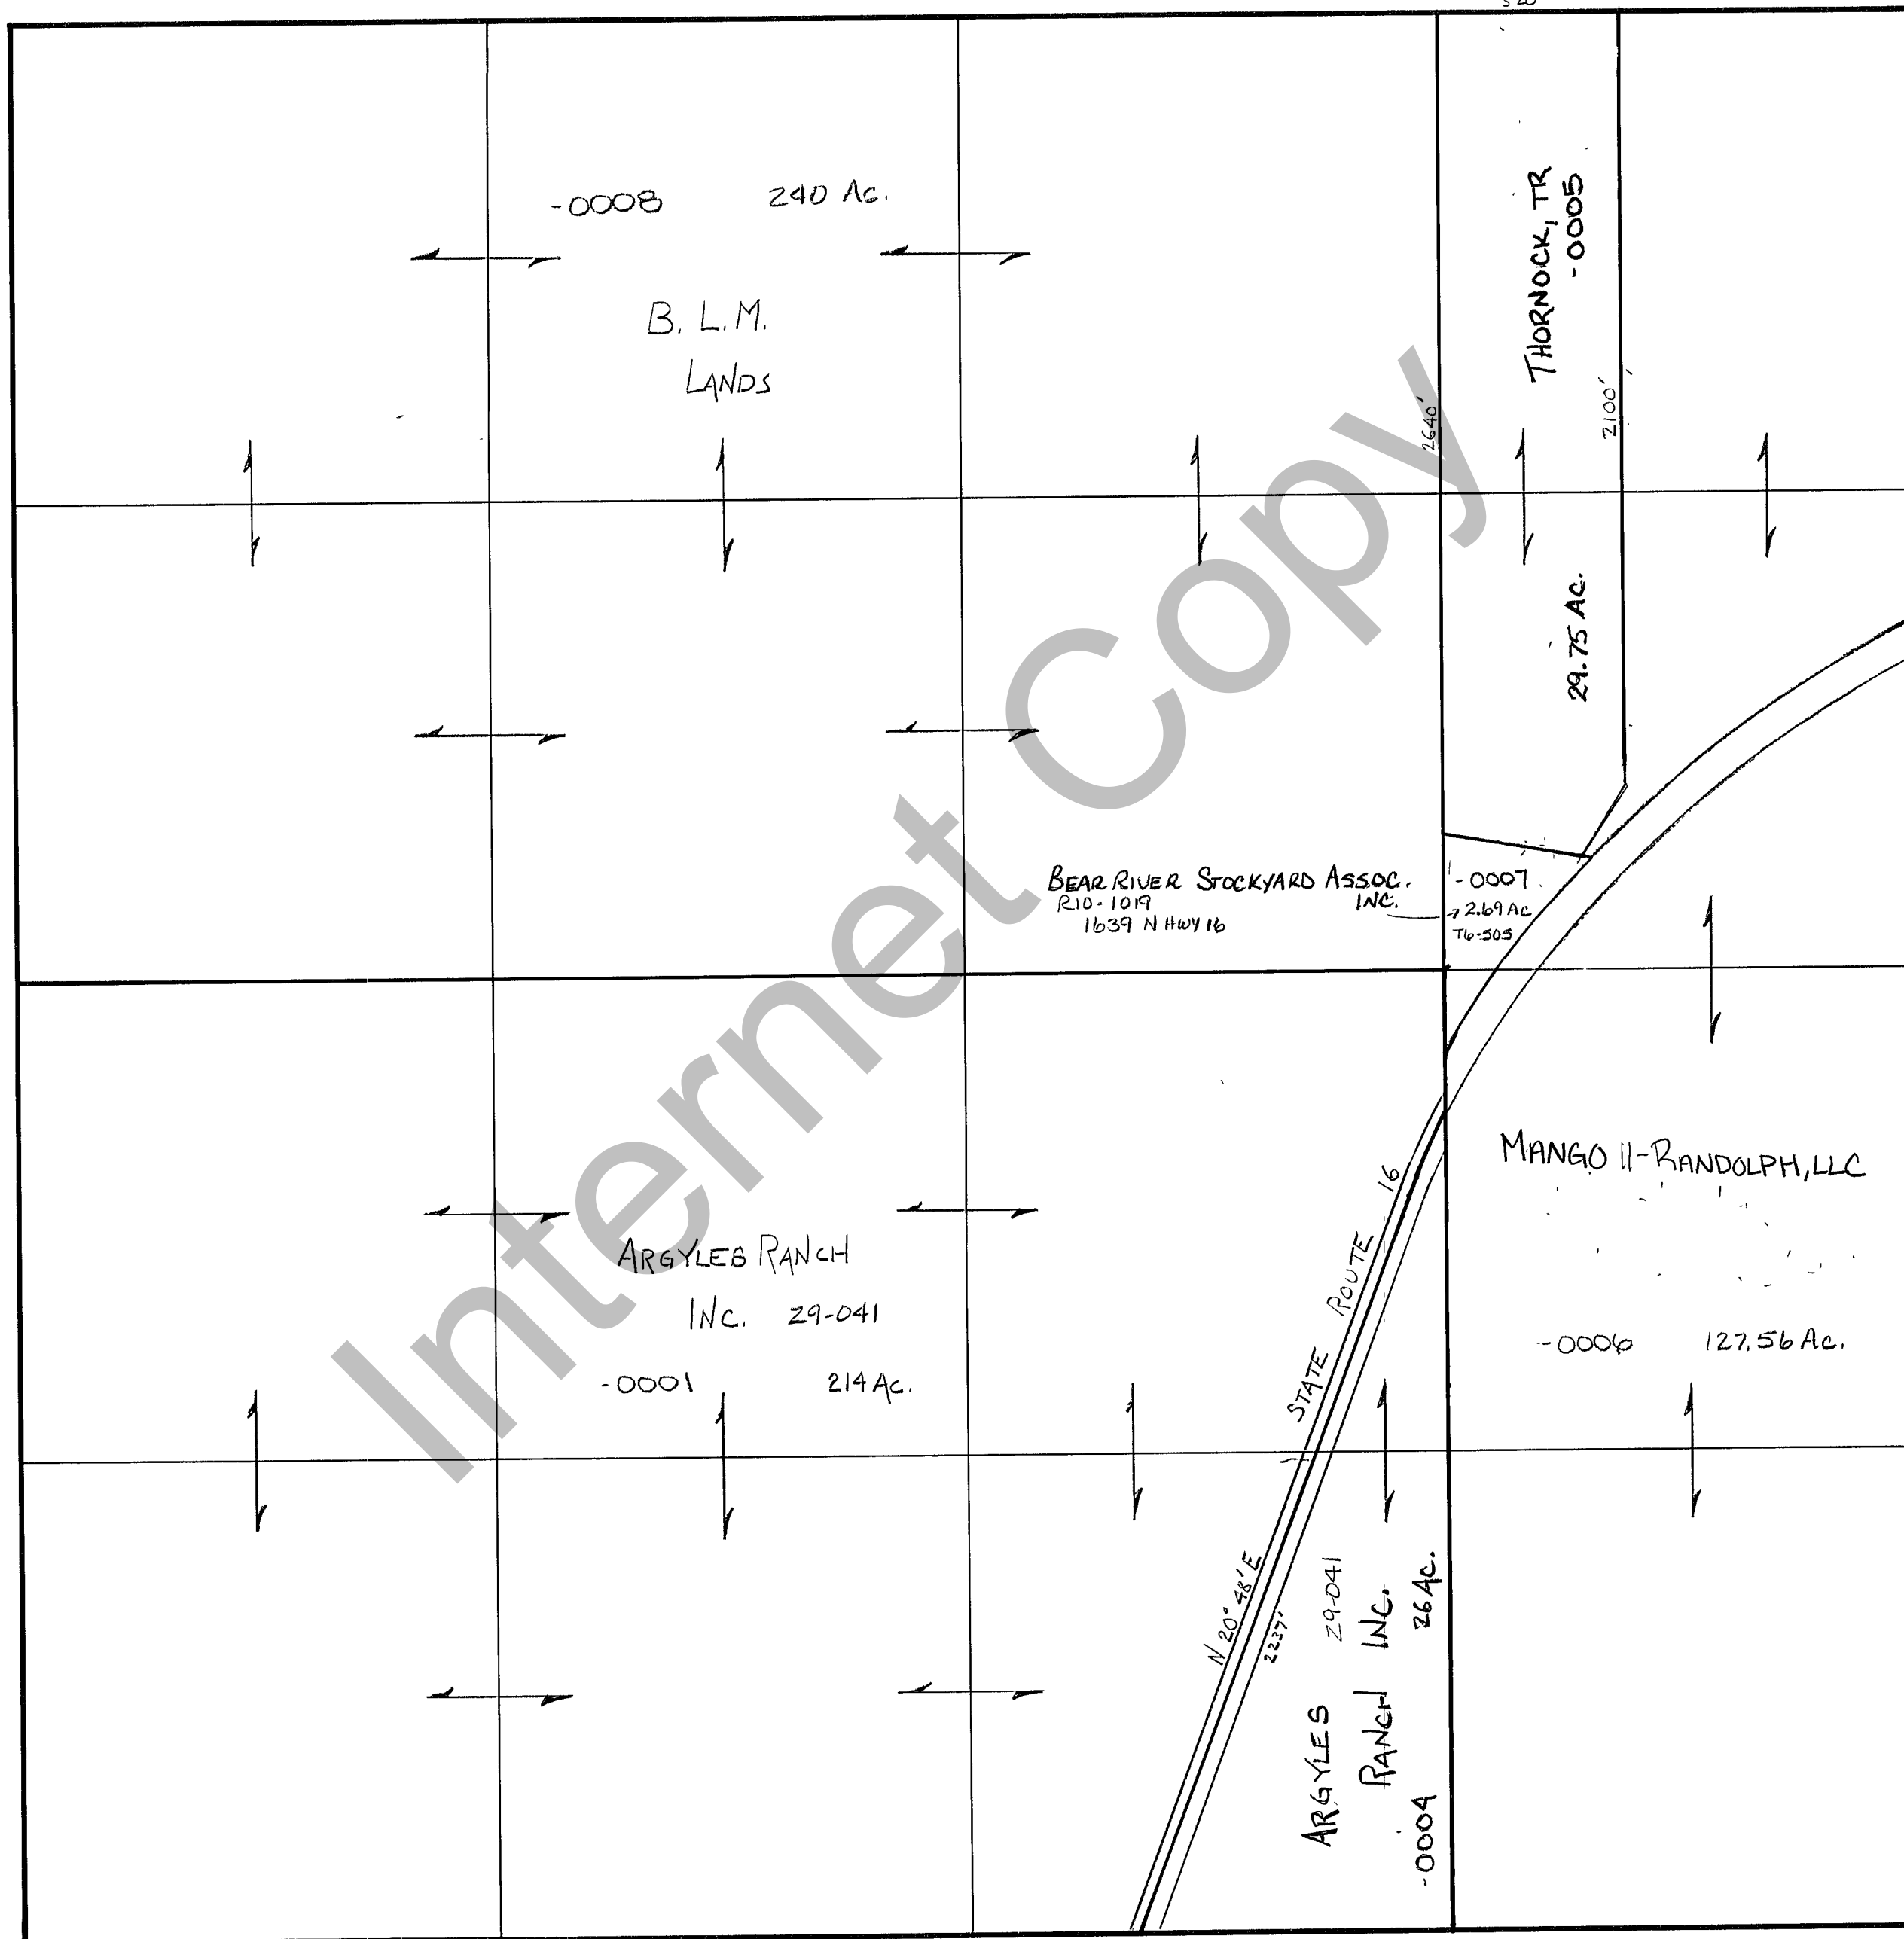 -0008 240 Ac.
B. L. M.
LANDS
THORNOCK, TR
-0005
2640'
2100'
29.75 AC.
BEAR RIVER STOCKYARD ASSOC.
INC.
R10-1019
1639 N HWY 16
-0007
2.69 Ac
T6-505
MANGO II-RANDOLPH, LLC
-0006 127.56 Ac.
ARGYLES RANCH
INC. Z9-041
-0001 214 Ac.
STATE ROUTE 16
N 20° 48' E
2237'
Z9-041
ARGYLES
RANCH INC.
26 Ac.
-0004
Internet Copy